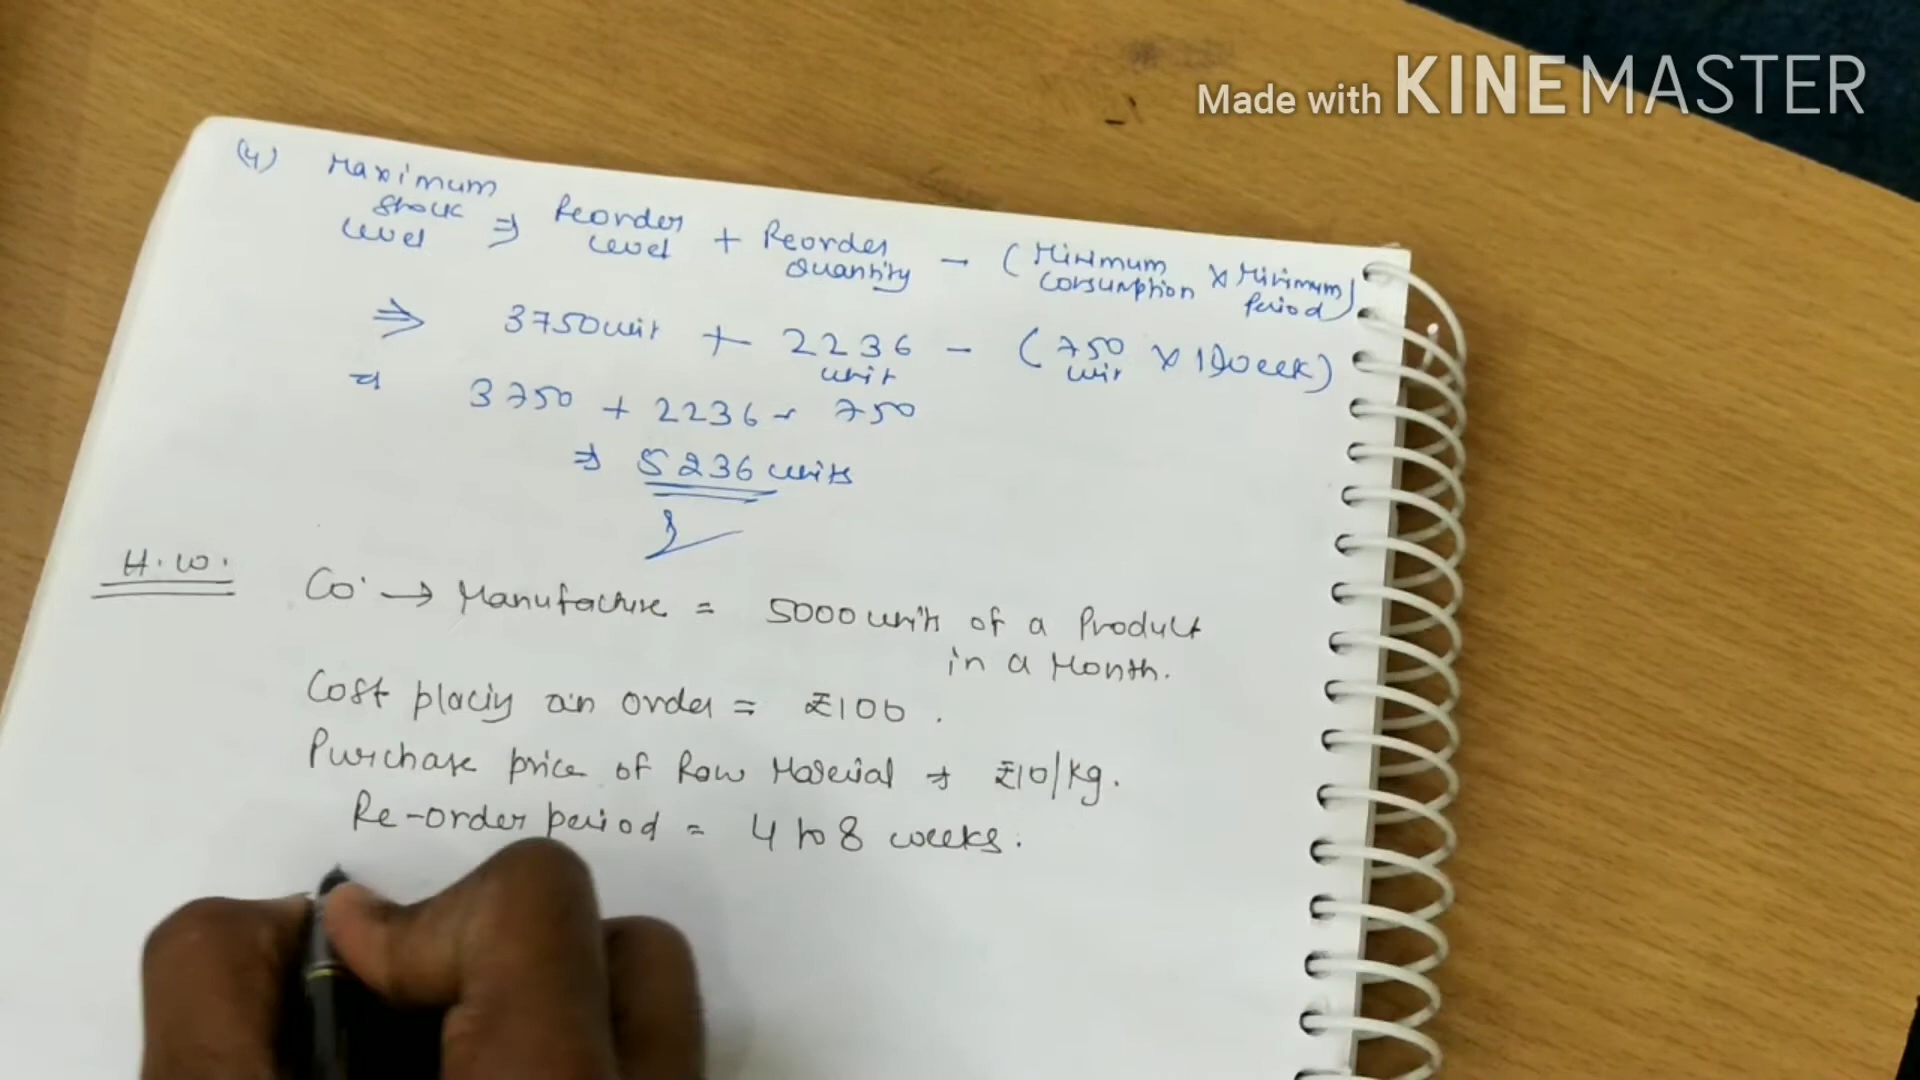 Made with KINEMASTER
(4) Maximum Stock Level ⇒ Reorder Level + Reorder Quantity - (Minimum Consumption × Minimum Period)
⇒ 3750 unit + 2236 unit - (750 unit × 1 week)
⇒ 3750 + 2236 - 750
⇒ 5236 units
H.W. Co. → Manufacture = 5000 units of a Product
in a Month.
Cost placing an order = ₹100.
Purchase price of Raw Material → ₹10/kg.
Re-order period = 4 to 8 weeks.